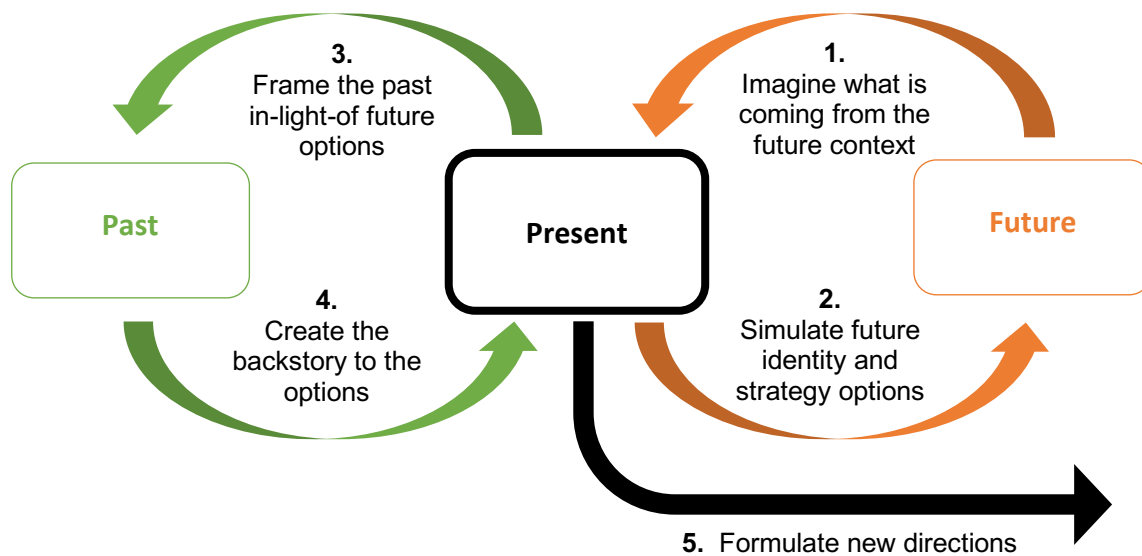 3.
Frame the past
in-light-of future
options
1.
Imagine what is
coming from the
future context
Past
Present
Future
4.
Create the
backstory to the
options
2.
Simulate future
identity and
strategy options
5. Formulate new directions